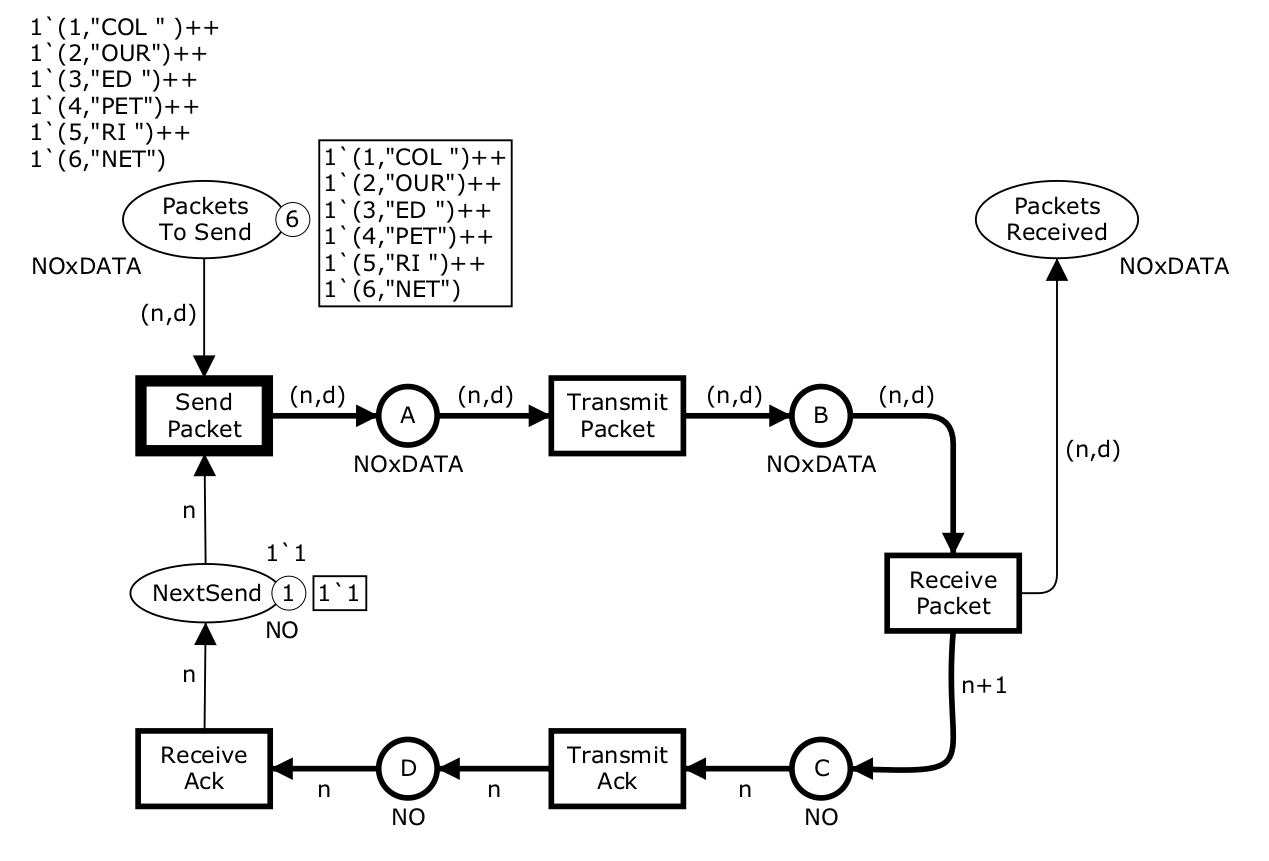 1`(1,"COL " )++
1`(2,"OUR")++
1`(3,"ED ")++
1`(4,"PET")++
1`(5,"RI ")++
1`(6,"NET")
Packets
To Send
6
1`(1,"COL ")++
1`(2,"OUR")++
1`(3,"ED ")++
1`(4,"PET")++
1`(5,"RI ")++
1`(6,"NET")
NOxDATA
Packets
Received
NOxDATA
(n,d)
Send
Packet
(n,d)
A
NOxDATA
(n,d)
Transmit
Packet
(n,d)
B
NOxDATA
(n,d)
(n,d)
n
1`1
NextSend
1
1`1
NO
Receive
Packet
n
n+1
Receive
Ack
n
D
NO
n
Transmit
Ack
n
C
NO